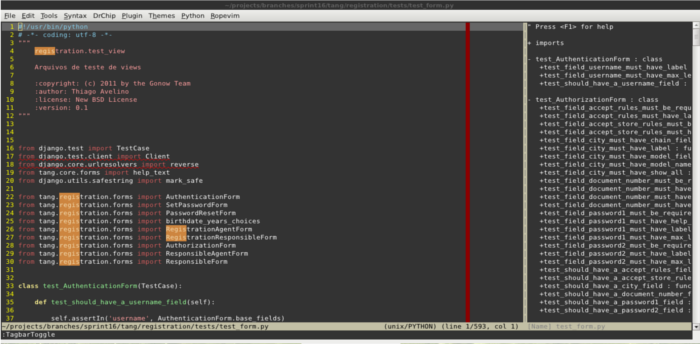 ~/projects/branches/sprint16/tang/registration/tests/test_form.py
File Edit Tools Syntax DrChip Plugin Themes Python Ropevim
1 #!/usr/bin/python
2 # -*- coding: utf-8 -*-
3 """
4 registration.test_view
5
6 Arquivos de teste de views
7
8 :copyright: (c) 2011 by the Gonow Team
9 :author: Thiago Avelino
10 :license: New BSD License
11 :version: 0.1
12 """
13
14
15
16 from django.test import TestCase
17 from django.test.client import Client
18 from django.core.urlresolvers import reverse
19 from tang.core.forms import help_text
20 from django.utils.safestring import mark_safe
21
22 from tang.registration.forms import AuthenticationForm
23 from tang.registration.forms import SetPasswordForm
24 from tang.registration.forms import PasswordResetForm
25 from tang.registration.forms import birthdate_years_choices
26 from tang.registration.forms import RegistrationAgentForm
27 from tang.registration.forms import RegistrationResponsibleForm
28 from tang.registration.forms import AuthorizationForm
29 from tang.registration.forms import ResponsibleAgentForm
30 from tang.registration.forms import ResponsibleForm
31
32
33 class test_AuthenticationForm(TestCase):
34
35 def test_should_have_a_username_field(self):
36
37 self.assertIn('username', AuthenticationForm.base_fields)
~/projects/branches/sprint16/tang/registration/tests/test_form.py (unix/PYTHON) (line 1/593, col 1)
:TagbarToggle
" Press <F1> for help
+ imports
- test_AuthenticationForm : class
+test_field_username_must_have_label
+test_field_username_must_have_max_le
+test_should_have_a_username_field :
- test_AuthorizationForm : class
+test_field_accept_rules_must_be_requ
+test_field_accept_rules_must_have_la
+test_field_accept_store_rules_must_b
+test_field_accept_store_rules_must_h
+test_field_city_must_have_chain_fiel
+test_field_city_must_have_label : fu
+test_field_city_must_have_model_fiel
+test_field_city_must_have_model_name
+test_field_city_must_have_show_all :
+test_field_document_number_must_be_r
+test_field_document_number_must_have
+test_field_document_number_must_have
+test_field_password1_must_be_require
+test_field_password1_must_have_help_
+test_field_password1_must_have_label
+test_field_password1_must_have_max_l
+test_field_password2_must_be_require
+test_field_password2_must_have_label
+test_field_password2_must_have_max_l
+test_should_have_a_accept_rules_fiel
+test_should_have_a_accept_store_rule
+test_should_have_a_city_field : func
+test_should_have_a_document_number_f
+test_should_have_a_password1_field :
+test_should_have_a_password2_field :
[Name] test_form.py